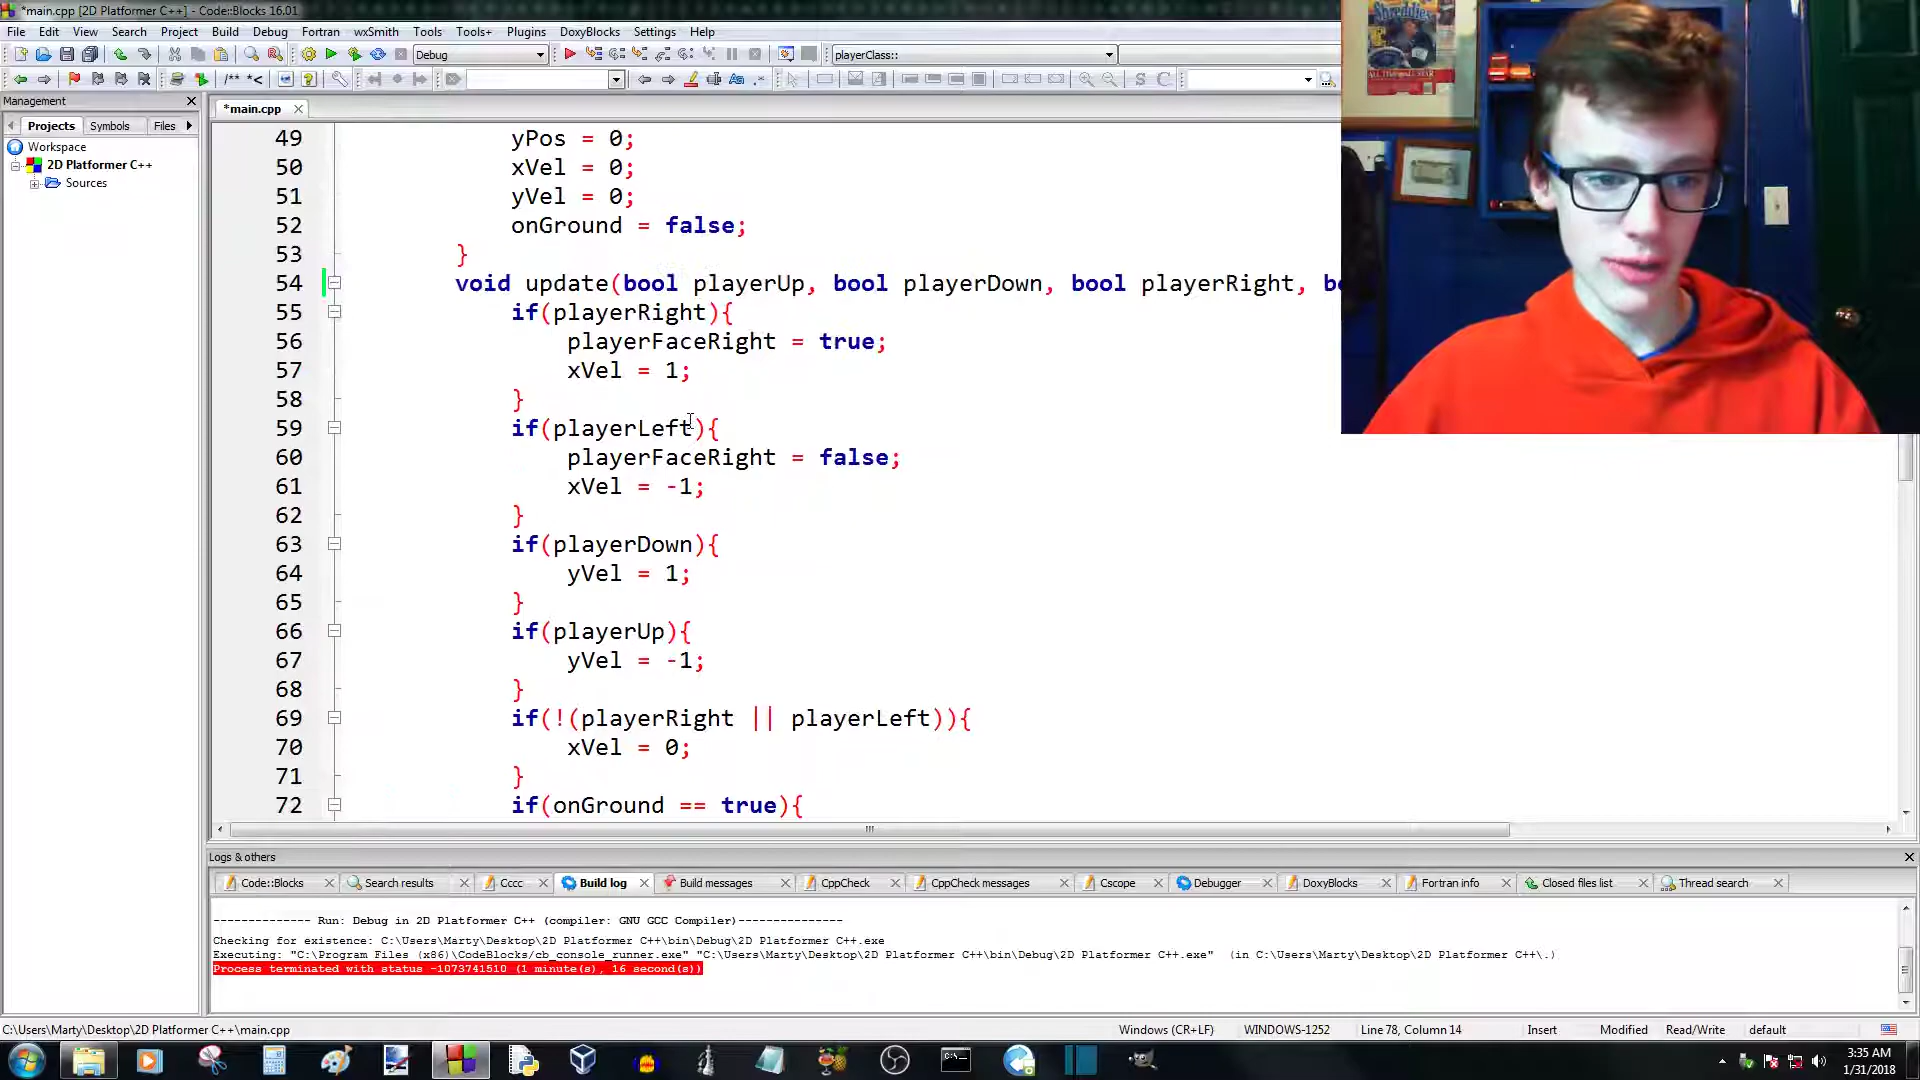 *main.cpp [2D Platformer C++] - Code::Blocks 16.01
File Edit View Search Project Build Debug Fortran wxSmith Tools Tools+ Plugins DoxyBlocks Settings Help
Debug playerClass::
/** *< Aa .* S C
Management
*main.cpp
Projects Symbols Files
Workspace
2D Platformer C++
Sources
49 yPos = 0;
50 xVel = 0;
51 yVel = 0;
52 onGround = false;
53 }
54 void update(bool playerUp, bool playerDown, bool playerRight,
55 if(playerRight){
56 playerFaceRight = true;
57 xVel = 1;
58 }
59 if(playerLeft){
60 playerFaceRight = false;
61 xVel = -1;
62 }
63 if(playerDown){
64 yVel = 1;
65 }
66 if(playerUp){
67 yVel = -1;
68 }
69 if(!(playerRight || playerLeft)){
70 xVel = 0;
71 }
72 if(onGround == true){
Shreddies
Logs & others
Code::Blocks Search results Cccc Build log Build messages CppCheck CppCheck messages Cscope Debugger DoxyBlocks Fortran info Closed files list Thread search
-------------- Run: Debug in 2D Platformer C++ (compiler: GNU GCC Compiler)---------------
Checking for existence: C:\Users\Marty\Desktop\2D Platformer C++\bin\Debug\2D Platformer C++.exe
Executing: "C:\Program Files (x86)\CodeBlocks/cb_console_runner.exe" "C:\Users\Marty\Desktop\2D Platformer C++\bin\Debug\2D Platformer C++.exe" (in C:\Users\Marty\Desktop\2D Platformer C++\.)
Process terminated with status -1073741510 (1 minute(s), 16 second(s))
C:\Users\Marty\Desktop\2D Platformer C++\main.cpp Windows (CR+LF) WINDOWS-1252 Line 78, Column 14 Insert Modified Read/Write default
3:35 AM
1/31/2018